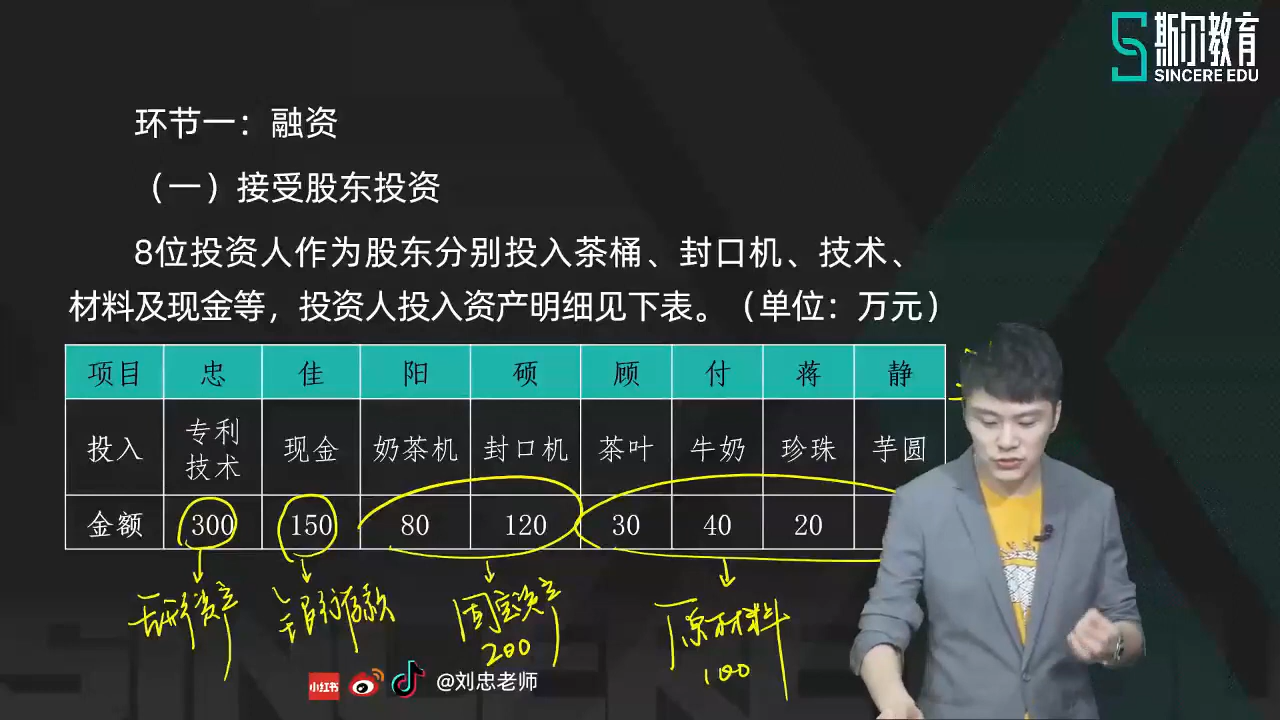 斯尔教育
SINCERE EDU
环节一：融资
（一）接受股东投资
8位投资人作为股东分别投入茶桶、封口机、技术、
材料及现金等，投资人投入资产明细见下表。（单位：万元）
项目 忠 佳 阳 硕 顾 付 蒋 静
投入 专利技术 现金 奶茶机 封口机 茶叶 牛奶 珍珠 芋圆
金额 300 150 80 120 30 40 20
无形资产 银行存款 固定资产 原材料
200 100
小红书 @刘忠老师